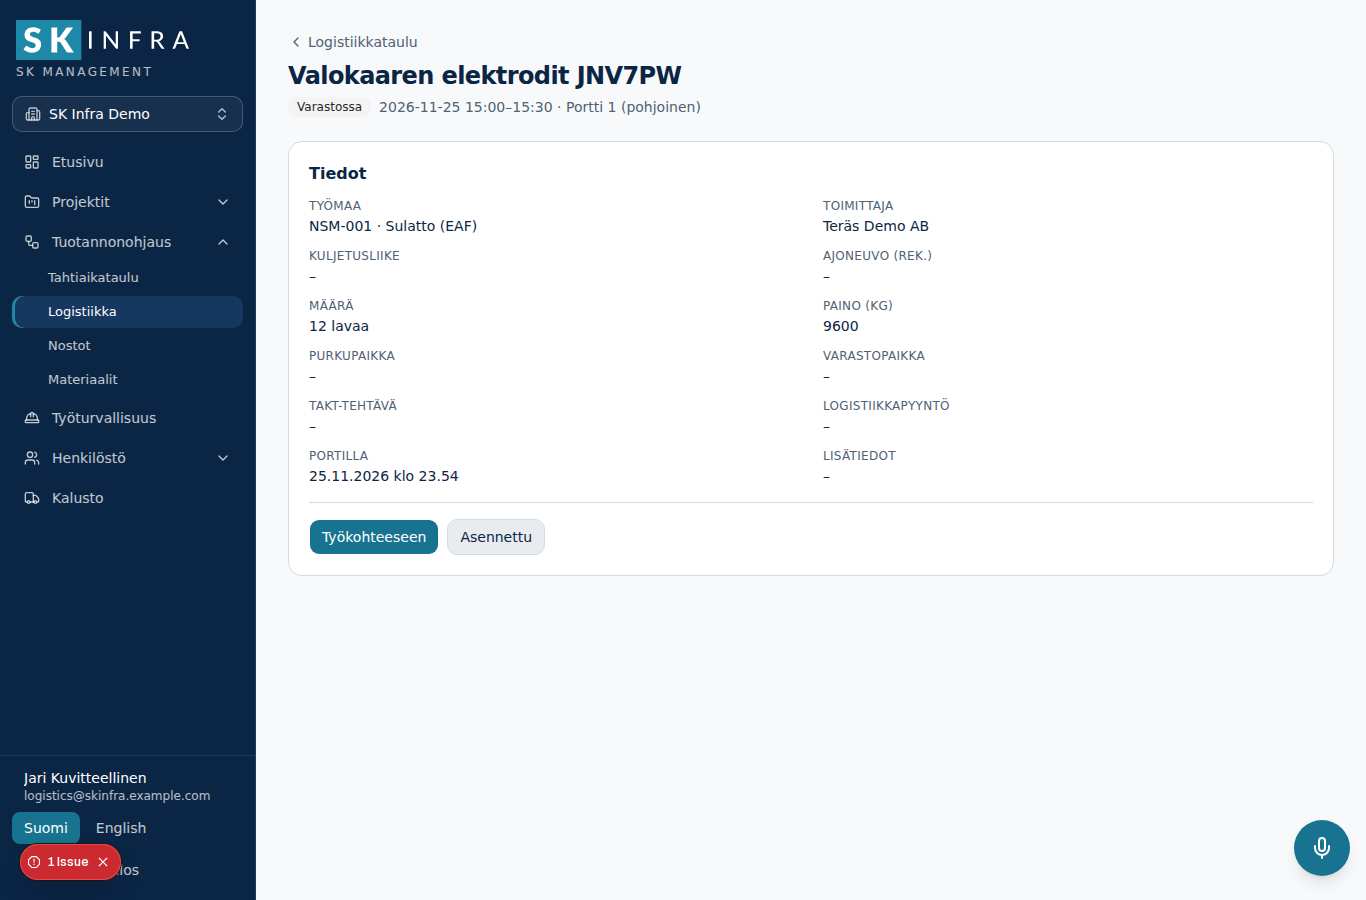 SK INFRA
SK MANAGEMENT
SK Infra Demo
Etusivu
Projektit
Tuotannonohjaus
Tahtiaikataulu
Logistiikka
Nostot
Materiaalit
Työturvallisuus
Henkilöstö
Kalusto
Jari Kuvitteellinen
logistics@skinfra.example.com
Suomi English
1 Issue
Logistiikkataulu
Valokaaren elektrodit JNV7PW
Varastossa 2026-11-25 15:00–15:30 · Portti 1 (pohjoinen)
Tiedot
TYÖMAA
NSM-001 · Sulatto (EAF)
TOIMITTAJA
Teräs Demo AB
KULJETUSLIIKE
–
AJONEUVO (REK.)
–
MÄÄRÄ
12 lavaa
PAINO (KG)
9600
PURKUPAIKKA
–
VARASTOPAIKKA
–
TAKT-TEHTÄVÄ
–
LOGISTIIKKAPYYNTÖ
–
PORTILLA
25.11.2026 klo 23.54
LISÄTIEDOT
–
Työkohteeseen Asennettu